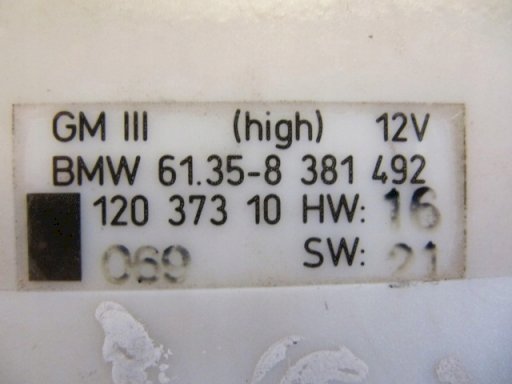 GM III (high) 12V
BMW 61.35-8 381 492
120 373 10 HW: 16
069 SW: 21